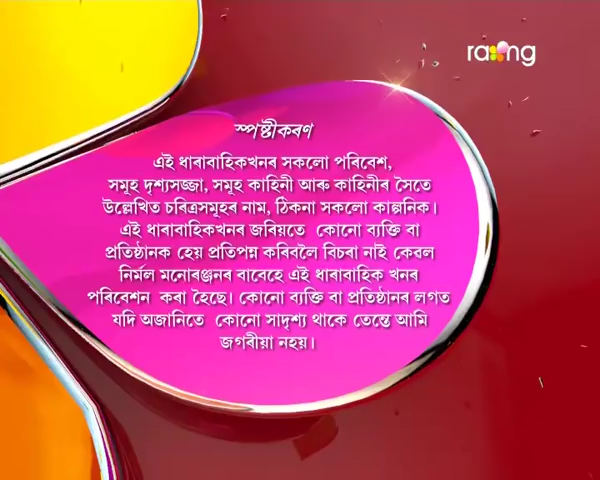 rang
স্পষ্টীকৰণ
এই ধাৰাবাহিকখনৰ সকলো পৰিবেশ,
সমূহ দৃশ্যসজ্জা, সমূহ কাহিনী আৰু কাহিনীৰ সৈতে
উল্লেখিত চৰিত্ৰসমূহৰ নাম, ঠিকনা সকলো কাল্পনিক।
এই ধাৰাবাহিকখনৰ জৰিয়তে কোনো ব্যক্তি বা
প্ৰতিষ্ঠানক হেয় প্ৰতিপন্ন কৰিবলৈ বিচৰা নাই কেৱল
নিৰ্মল মনোৰঞ্জনৰ বাবেহে এই ধাৰাবাহিক খনৰ
পৰিবেশন কৰা হৈছে। কোনো ব্যক্তি বা প্ৰতিষ্ঠানৰ লগত
যদি অজানিতে কোনো সাদৃশ্য থাকে তেন্তে আমি
জগৰীয়া নহয়।